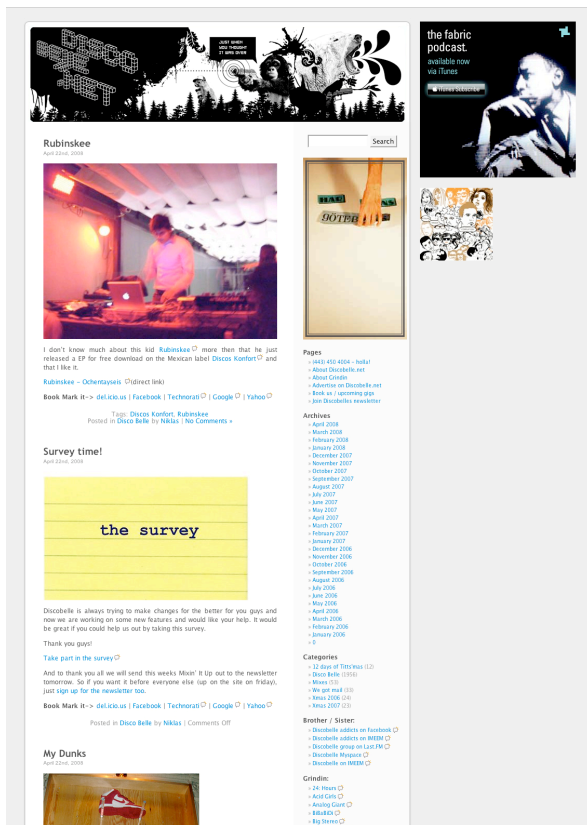 DISCO
BELLE
.NET
JUST WHEN
YOU THOUGHT
IT WAS OVER
Rubinskee
April 22nd, 2008
I don't know much about this kid Rubinskee more then that he just
released a EP for free download on the Mexican label Discos Konfort and
that I like it.
Rubinskee – Ochentayseis (direct link)
Book Mark it-> del.icio.us | Facebook | Technorati | Google | Yahoo
Tags: Discos Konfort, Rubinskee
Posted in Disco Belle by Niklas | No Comments »
Survey time!
April 22nd, 2008
the survey
Discobelle is always trying to make changes for the better for you guys and
now we are working on some new features and would like your help. It would
be great if you could help us out by taking this survey.
Thank you guys!
Take part in the survey
And to thank you all we will send this weeks Mixin' It Up out to the newsletter
tomorrow. So if you want it before everyone else (up on the site on friday),
just sign up for the newsletter too.
Book Mark it-> del.icio.us | Facebook | Technorati | Google | Yahoo
Posted in Disco Belle by Niklas | Comments Off
My Dunks
April 22nd, 2008
Search
Pages
» (443) 450 4004 – holla!
» About Discobelle.net
» About Grindin
» Advertise on Discobelle.net
» Book us / upcoming gigs
» Join Discobelles newsletter
Archives
» April 2008
» March 2008
» February 2008
» January 2008
» December 2007
» November 2007
» October 2007
» September 2007
» August 2007
» July 2007
» June 2007
» May 2007
» April 2007
» March 2007
» February 2007
» January 2007
» December 2006
» November 2006
» October 2006
» September 2006
» August 2006
» July 2006
» June 2006
» May 2006
» April 2006
» March 2006
» February 2006
» January 2006
» 0
Categories
» 12 days of Titts'mas (12)
» Disco Belle (1958)
» Mixes (53)
» We got mail (33)
» Xmas 2006 (24)
» Xmas 2007 (23)
Brother / Sister:
» Discobelle addicts on Facebook
» Discobelle addicts on IMEEM
» Discobelle group on Last.FM
» Discobelle Myspace
» Discobelle on IMEEM
Grindin:
» 24: Hours
» Acid Girls
» Analog Giant
» BiBaBiDi
» Big Stereo
the fabric
podcast.
available now
via iTunes
iTunes Subscribe